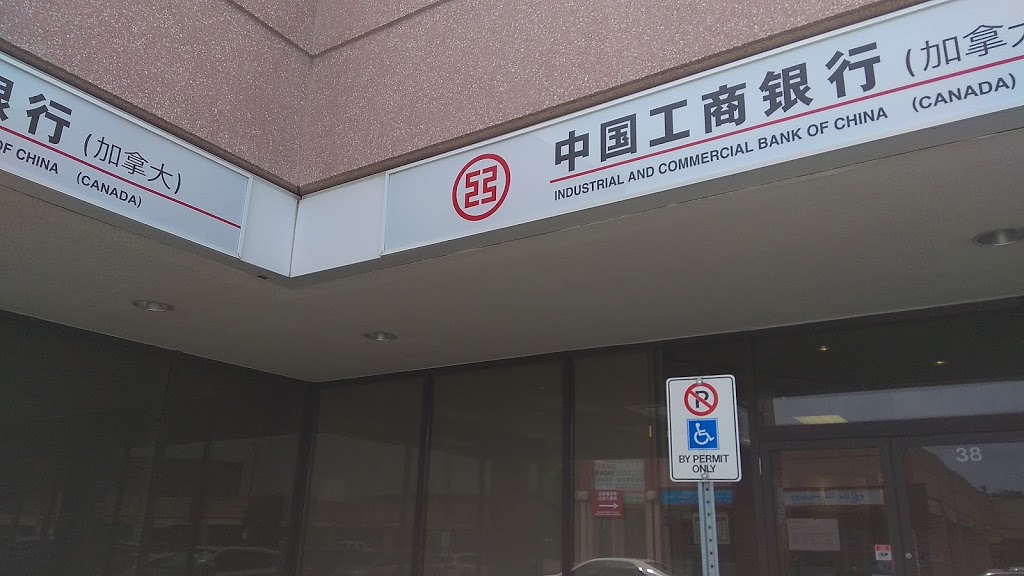 银行 (加拿大)
OF CHINA (CANADA)
中国工商银行 (加拿大
INDUSTRIAL AND COMMERCIAL BANK OF CHINA (CANADA)
P
BY PERMIT
ONLY
38